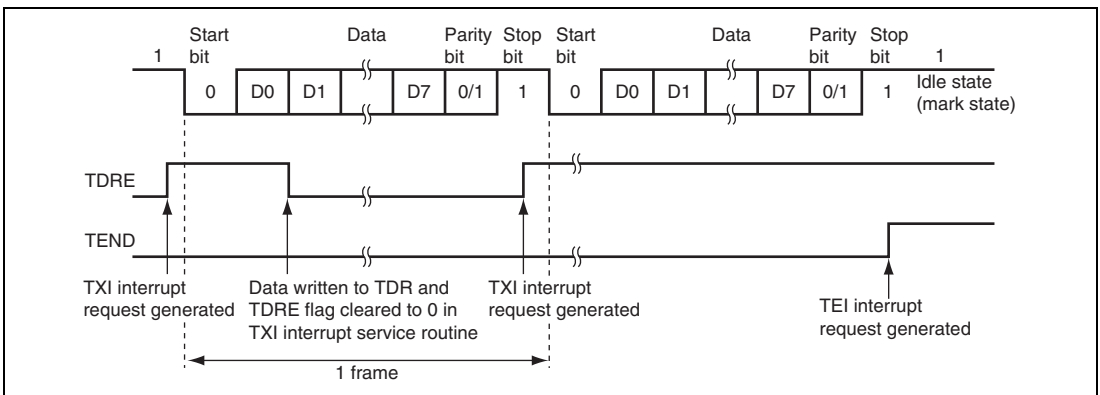 Start bit Data Parity bit Stop bit Start bit Data Parity bit Stop bit
1 1
0 D0 D1 D7 0/1 1 0 D0 D1 D7 0/1 1 Idle state (mark state)
TDRE
TEND
TXI interrupt request generated
Data written to TDR and TDRE flag cleared to 0 in TXI interrupt service routine
TXI interrupt request generated
TEI interrupt request generated
1 frame